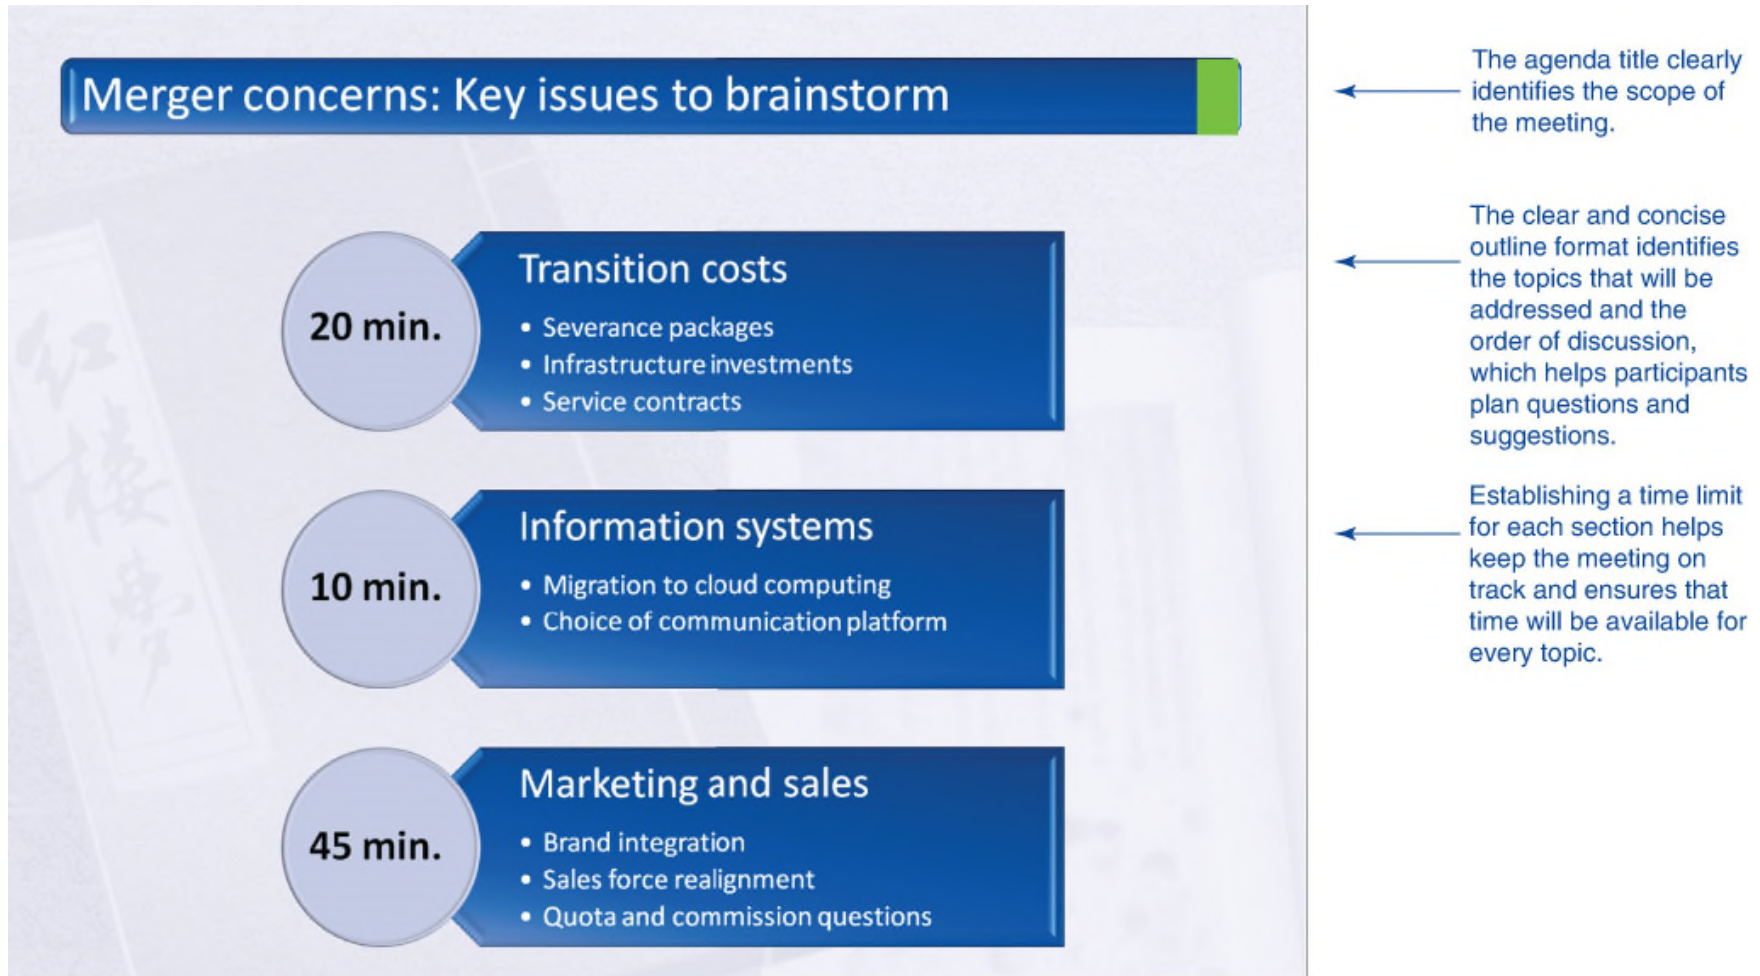 Merger concerns: Key issues to brainstorm
20 min.
Transition costs
• Severance packages
• Infrastructure investments
• Service contracts
10 min.
Information systems
• Migration to cloud computing
• Choice of communication platform
45 min.
Marketing and sales
• Brand integration
• Sales force realignment
• Quota and commission questions
The agenda title clearly
identifies the scope of
the meeting.
The clear and concise
outline format identifies
the topics that will be
addressed and the
order of discussion,
which helps participants
plan questions and
suggestions.
Establishing a time limit
for each section helps
keep the meeting on
track and ensures that
time will be available for
every topic.
红
楼
梦